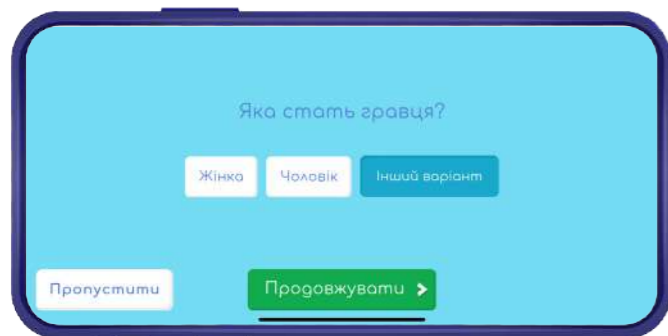 Яка стать гравця?
Жінка Чоловік Інший варіант
Пропустити Продовжувати